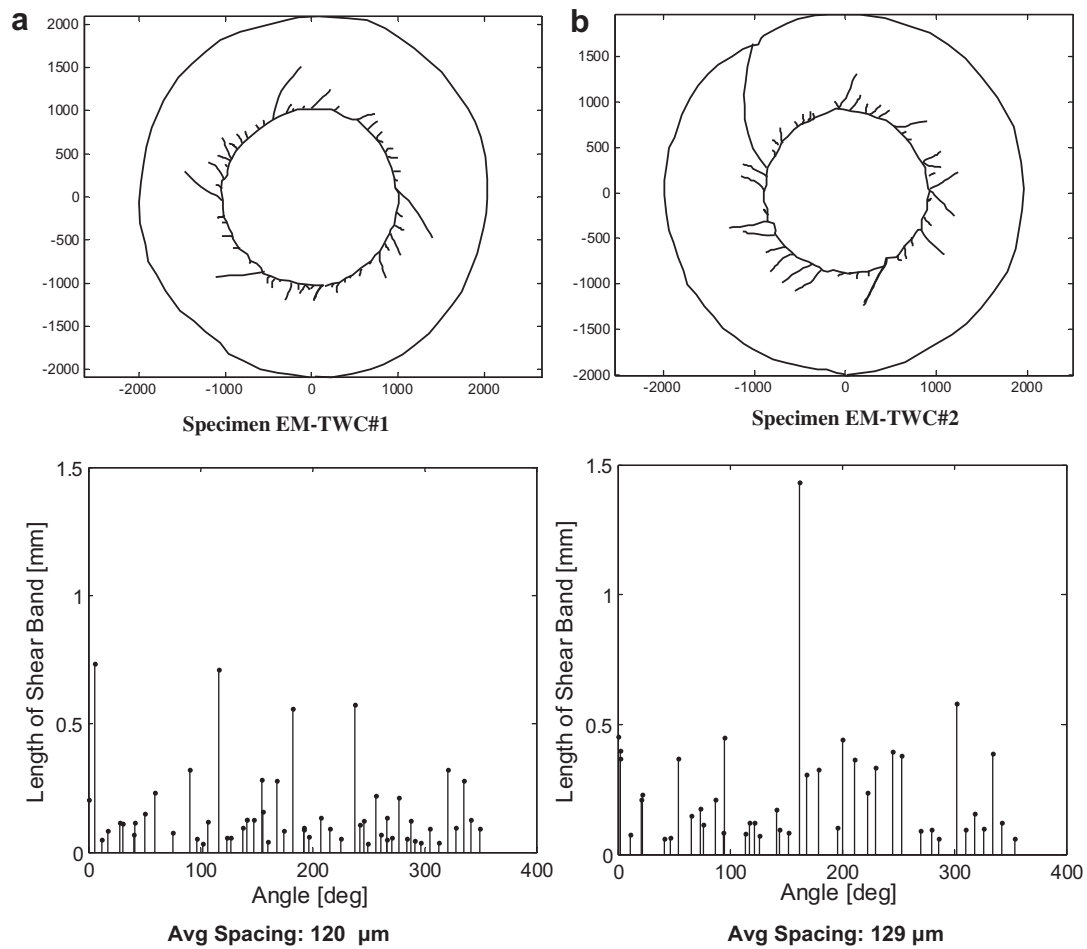 a
2000
1500
1000
500
0
-500
-1000
-1500
-2000
-2000 -1000 0 1000 2000
Specimen EM-TWC#1
b
2000
1500
1000
500
0
-500
-1000
-1500
-2000
-2000 -1000 0 1000 2000
Specimen EM-TWC#2
Length of Shear Band [mm]
1.5
1
0.5
0
0 100 200 300 400
Angle [deg]
Avg Spacing: 120 µm
Length of Shear Band [mm]
1.5
1
0.5
0
0 100 200 300 400
Angle [deg]
Avg Spacing: 129 µm